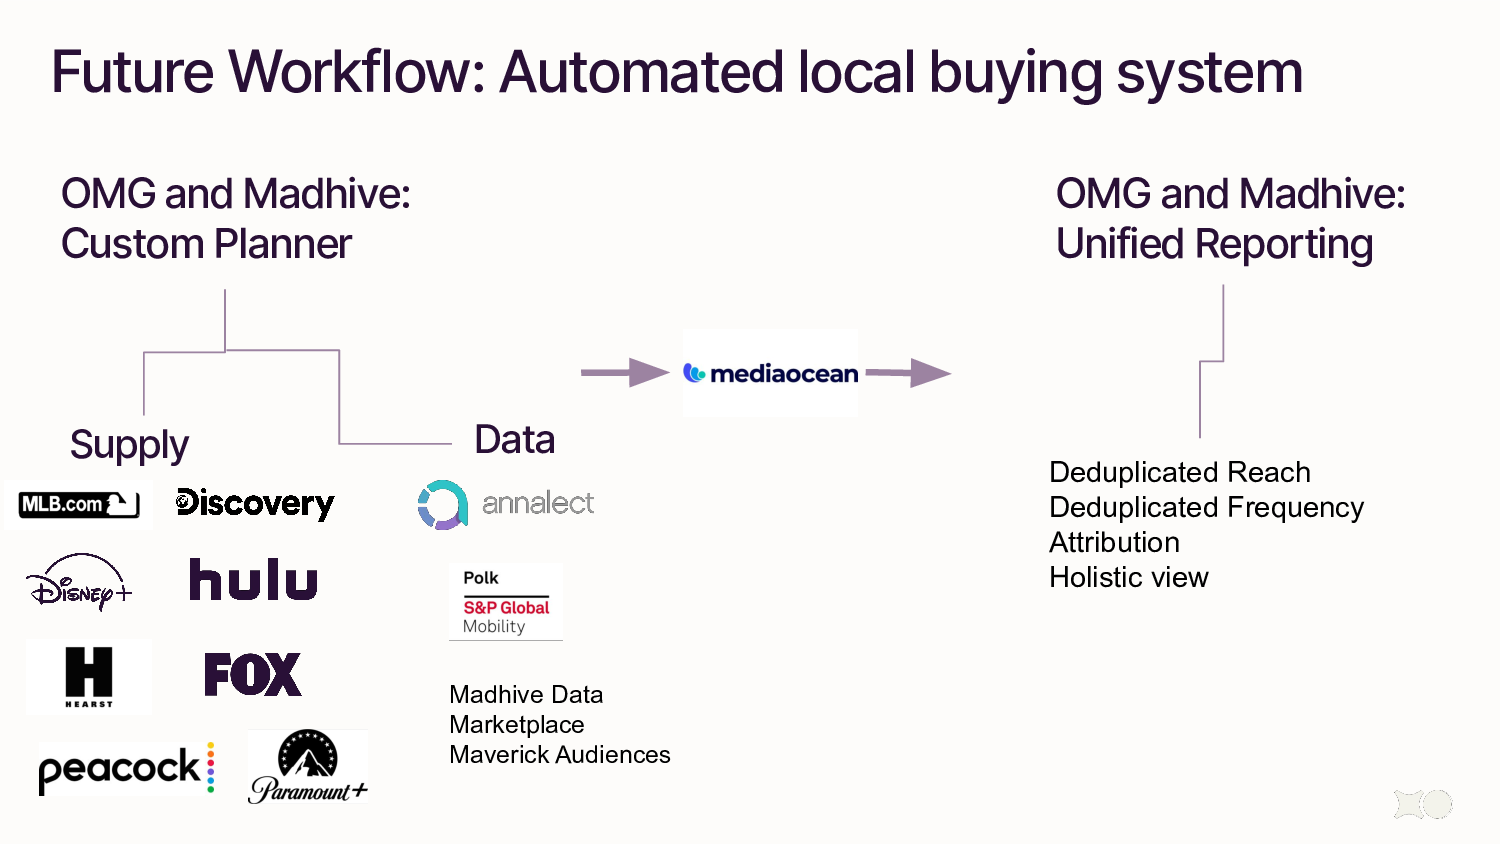 Future Workflow: Automated local buying system
OMG and Madhive:
Custom Planner
OMG and Madhive:
Unified Reporting
mediaocean
Supply
Data
MLB.com
Discovery
annalect
Disney+
hulu
Polk
S&P Global
Mobility
H
HEARST
FOX
peacock
Paramount+
Madhive Data
Marketplace
Maverick Audiences
Deduplicated Reach
Deduplicated Frequency
Attribution
Holistic view